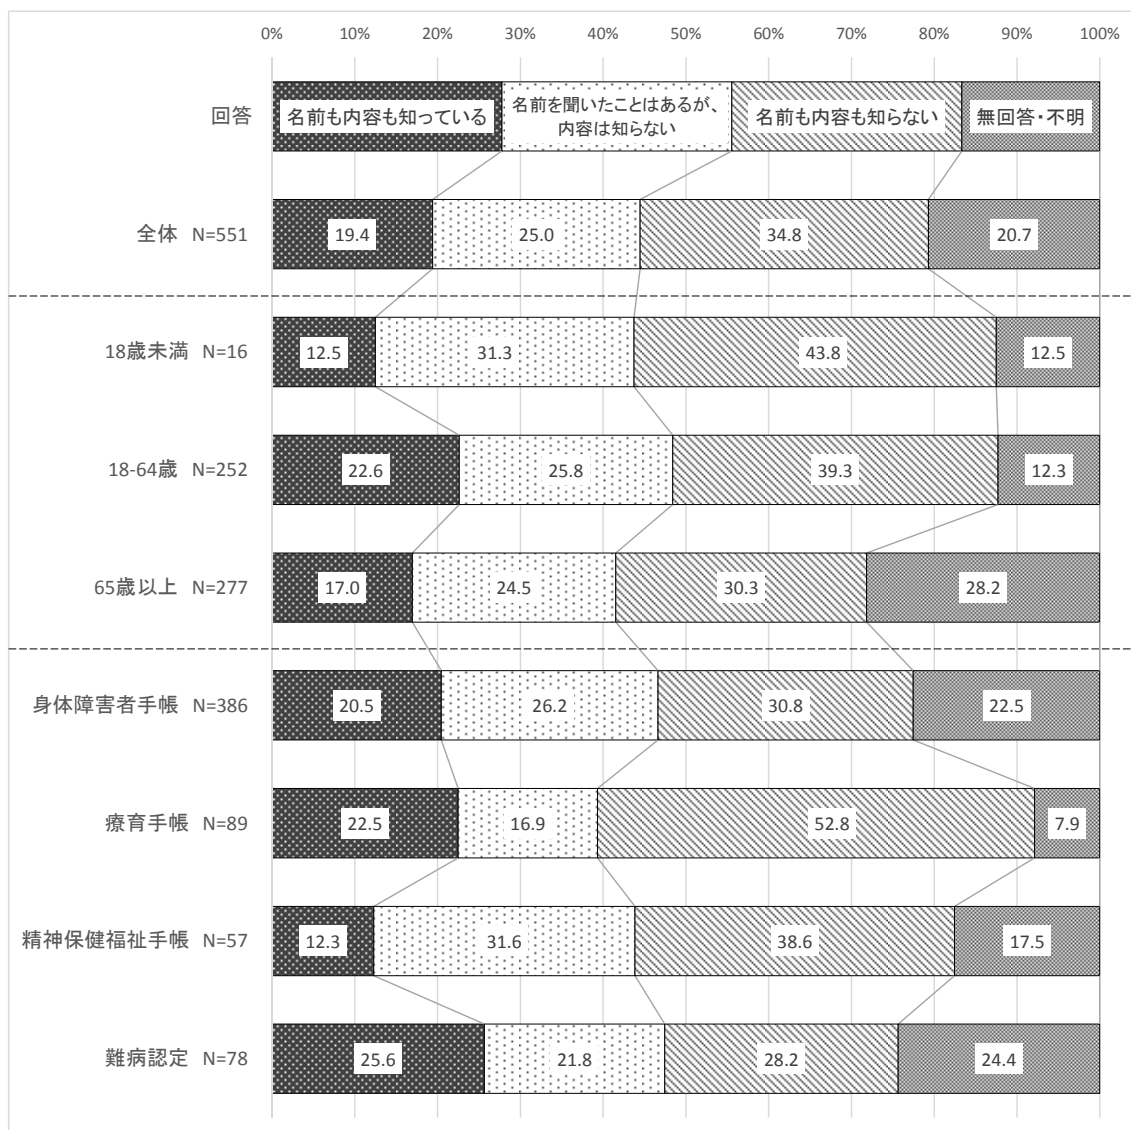 0% 10% 20% 30% 40% 50% 60% 70% 80% 90% 100%
回答 名前も内容も知っている 名前を聞いたことはあるが、
内容は知らない 名前も内容も知らない 無回答・不明
全体 N=551 19.4 25.0 34.8 20.7
18歳未満 N=16 12.5 31.3 43.8 12.5
18-64歳 N=252 22.6 25.8 39.3 12.3
65歳以上 N=277 17.0 24.5 30.3 28.2
身体障害者手帳 N=386 20.5 26.2 30.8 22.5
療育手帳 N=89 22.5 16.9 52.8 7.9
精神保健福祉手帳 N=57 12.3 31.6 38.6 17.5
難病認定 N=78 25.6 21.8 28.2 24.4